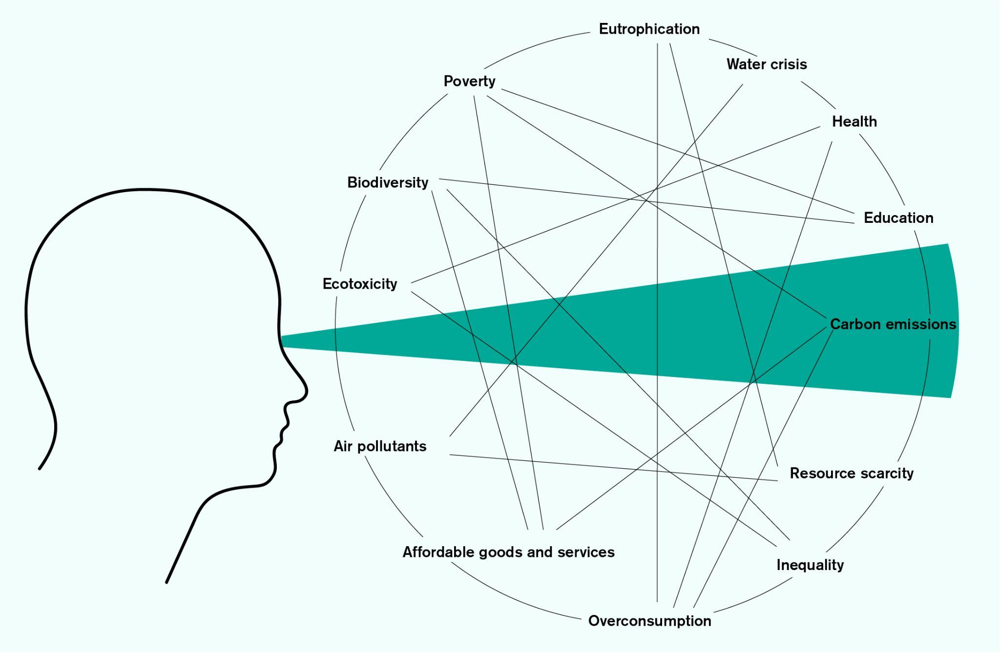 Eutrophication
Water crisis
Poverty
Health
Biodiversity
Education
Ecotoxicity
Carbon emissions
Air pollutants
Resource scarcity
Affordable goods and services
Inequality
Overconsumption